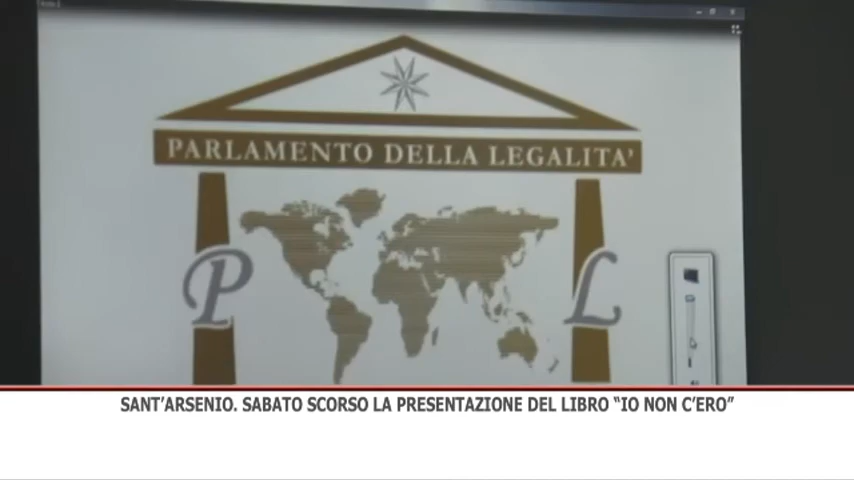 PARLAMENTO DELLA LEGALITA'
P
L
SANT'ARSENIO. SABATO SCORSO LA PRESENTAZIONE DEL LIBRO “IO NON C'ERO”